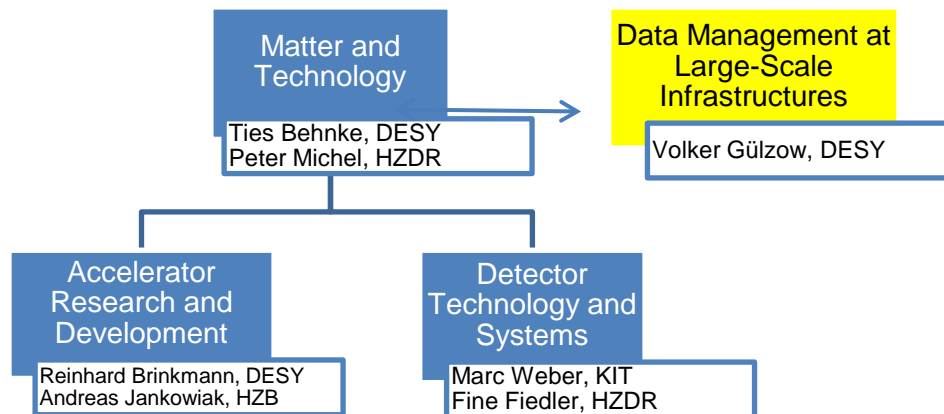 Matter and
Technology
Ties Behnke, DESY
Peter Michel, HZDR
Data Management at
Large-Scale
Infrastructures
Volker Gülzow, DESY
Accelerator
Research and
Development
Reinhard Brinkmann, DESY
Andreas Jankowiak, HZB
Detector
Technology and
Systems
Marc Weber, KIT
Fine Fiedler, HZDR